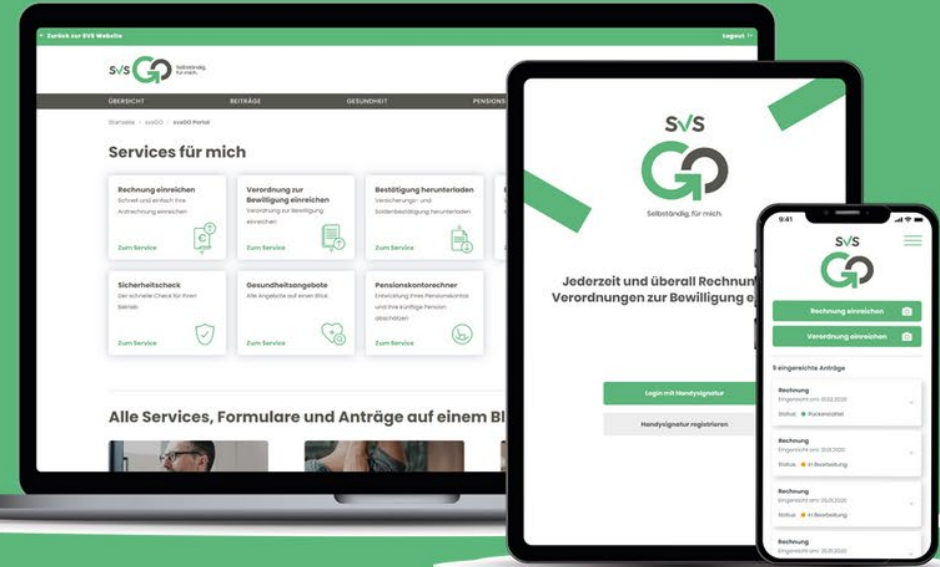 ← Zurück zur SVS Website
Logout
SVS GO
Selbständig.
für mich.
ÜBERSICHT
BEITRÄGE
GESUNDHEIT
PENSIONS
Startseite > svsGO > svsGO Portal
Services für mich
Rechnung einreichen
Schnell und einfach Ihre
Arztrechnung einreichen
Zum Service
Verordnung zur
Bewilligung einreichen
Verordnung zur Bewilligung
einreichen
Zum Service
Bestätigung herunterladen
Versicherungs- und
Saldenbestätigung herunterladen
Zum Service
Sicherheitscheck
Der schnelle Check für Ihren
Betrieb
Zum Service
Gesundheitsangebote
Alle Angebote auf einen Blick
Zum Service
Pensionskontorechner
Entwicklung Ihres Pensionskontos
und Ihre künftige Pension
abschätzen
Zum Service
Alle Services, Formulare und Anträge auf einem Bl
SVS
GO
Selbständig, für mich.
Jederzeit und überall Rechnun
Verordnungen zur Bewilligung e
Login mit Handysignatur
Handysignatur registrieren
9:41
SVS
GO
Rechnung einreichen
Verordnung einreichen
9 eingereichte Anträge
Rechnung
Status: Rückerstattet
Rechnung
Status: in Bearbeitung
Rechnung
Status: in Bearbeitung
Rechnung